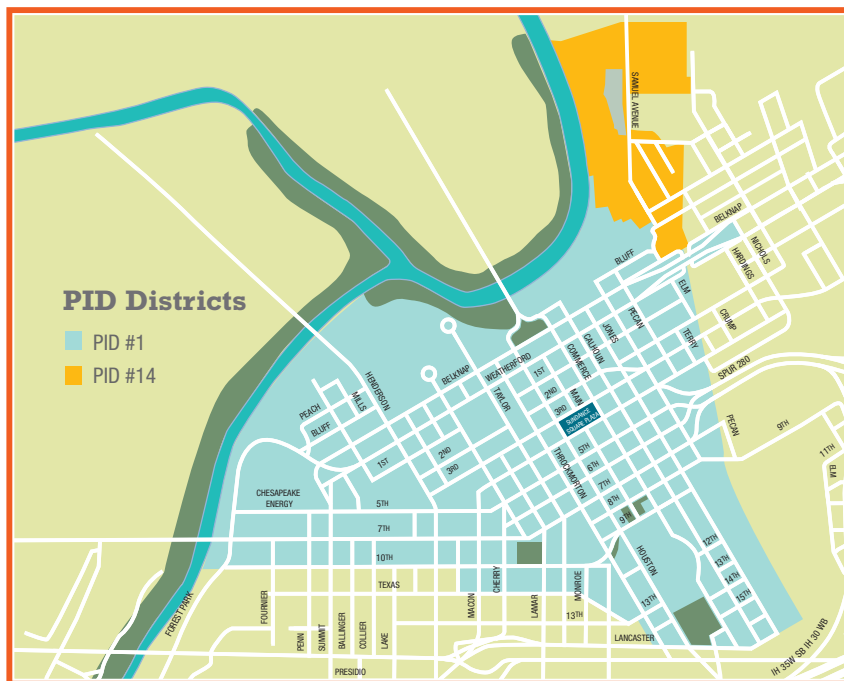 PID Districts
PID #1
PID #14
SAMUEL AVENUE
BELKNAP
NICHOLS
HARDINGS
BLUFF
ELM
PECAN
CRUMP
TERRY
JONES
CALHOUN
COMMERCE
SPUR 280
WEATHERFORD
BELKNAP
1ST
2ND
3RD
MAIN
SUNDANCE
SQUARE PLAZA
TAYLOR
HENDERSON
MILLS
PEACH
BLUFF
1ST
2ND
3RD
THROCKMORTON
5TH
6TH
7TH
8TH
9TH
PECAN
9TH
11TH
ELM
CHESAPEAKE
ENERGY
5TH
7TH
10TH
TEXAS
HOUSTON
12TH
13TH
14TH
15TH
13TH
FOREST PARK
FOURNIER
PENN
SUMMIT
BALLINGER
COLLIER
LAKE
MACON
CHERRY
LAMAR
MONROE
13TH
LANCASTER
PRESIDIO
IH 35W SB IH 30 WB